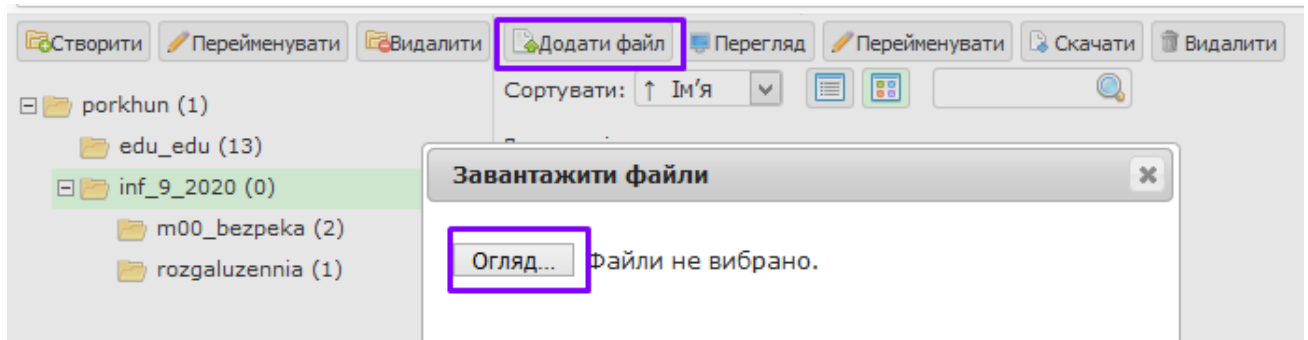 Створити Перейменувати Видалити Додати файл Перегляд Перейменувати Скачати Видалити
Сортувати: ↑ Ім'я
porkhun (1)
edu_edu (13)
inf_9_2020 (0)
m00_bezpeka (2)
rozgaluzennia (1)
Завантажити файли
Огляд... Файли не вибрано.